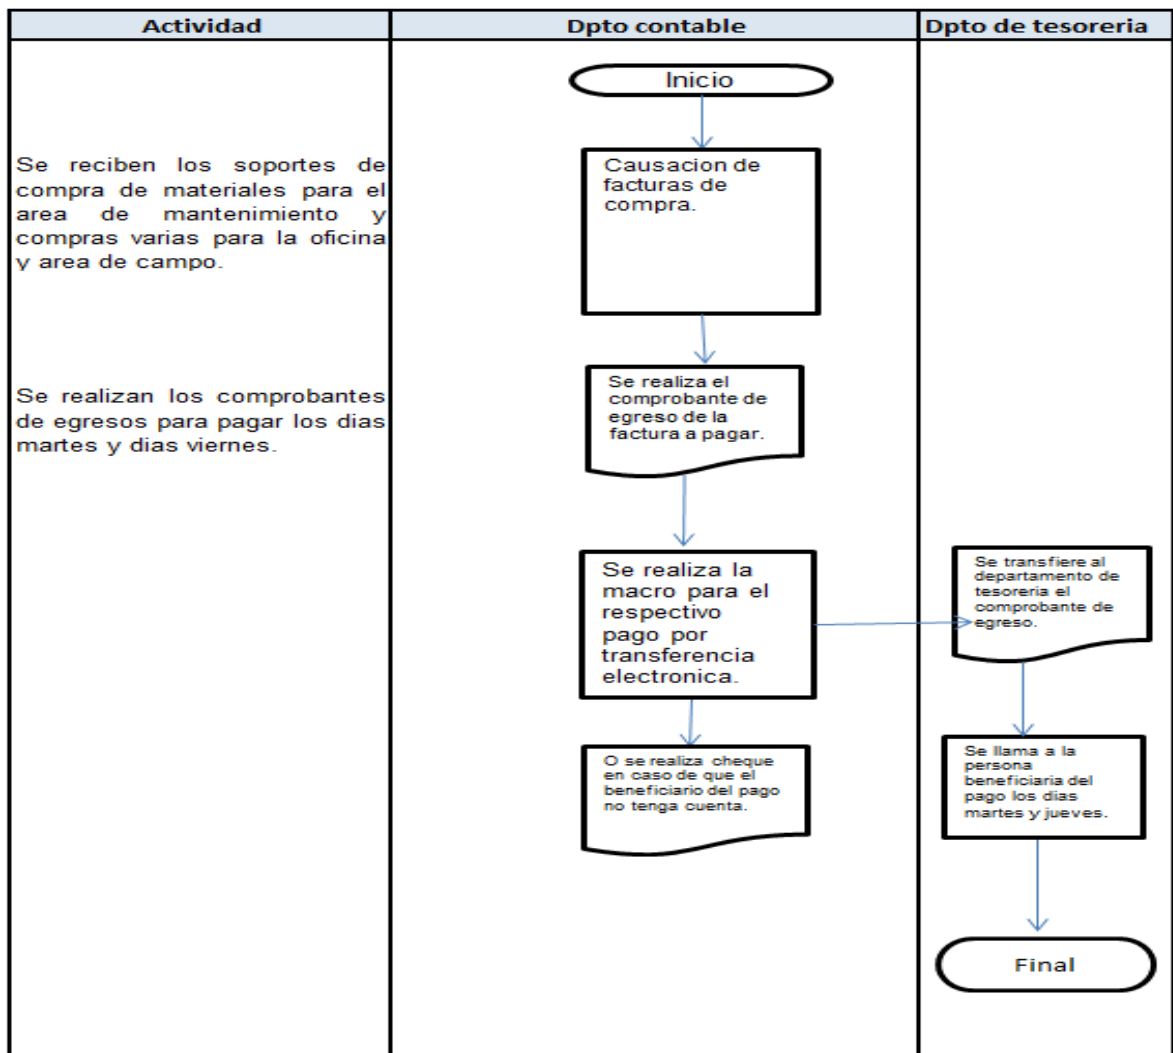 Actividad
Dpto contable
Dpto de tesoreria
Inicio
Se reciben los soportes de
compra de materiales para el
area de mantenimiento y
compras varias para la oficina
y area de campo.
Causacion de
facturas de
compra.
Se realizan los comprobantes
de egresos para pagar los dias
martes y dias viernes.
Se realiza el
comprobante de
egreso de la
factura a pagar.
Se realiza la
macro para el
respectivo
pago por
transferencia
electronica.
Se transfiere al
departamento de
tesoreria el
comprobante de
egreso.
O se realiza cheque
en caso de que el
beneficiario del pago
no tenga cuenta.
Se llama a la
persona
beneficiaria del
pago los dias
martes y jueves.
Final